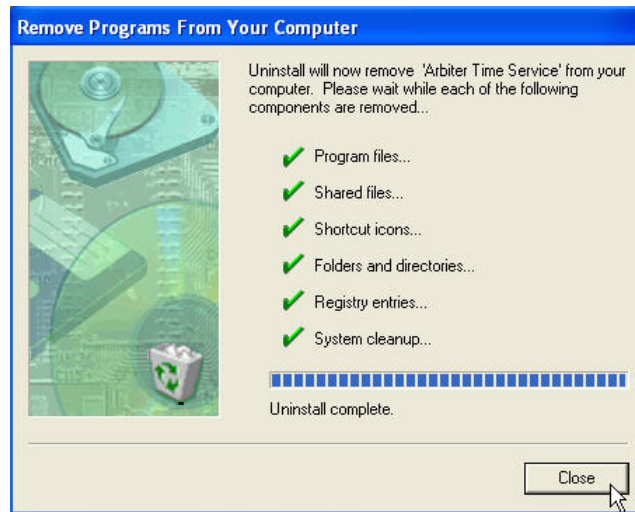 Remove Programs From Your Computer
Uninstall will now remove 'Arbiter Time Service' from your
computer. Please wait while each of the following
components are removed...
Program files...
Shared files...
Shortcut icons...
Folders and directories...
Registry entries...
System cleanup...
Uninstall complete.
Close